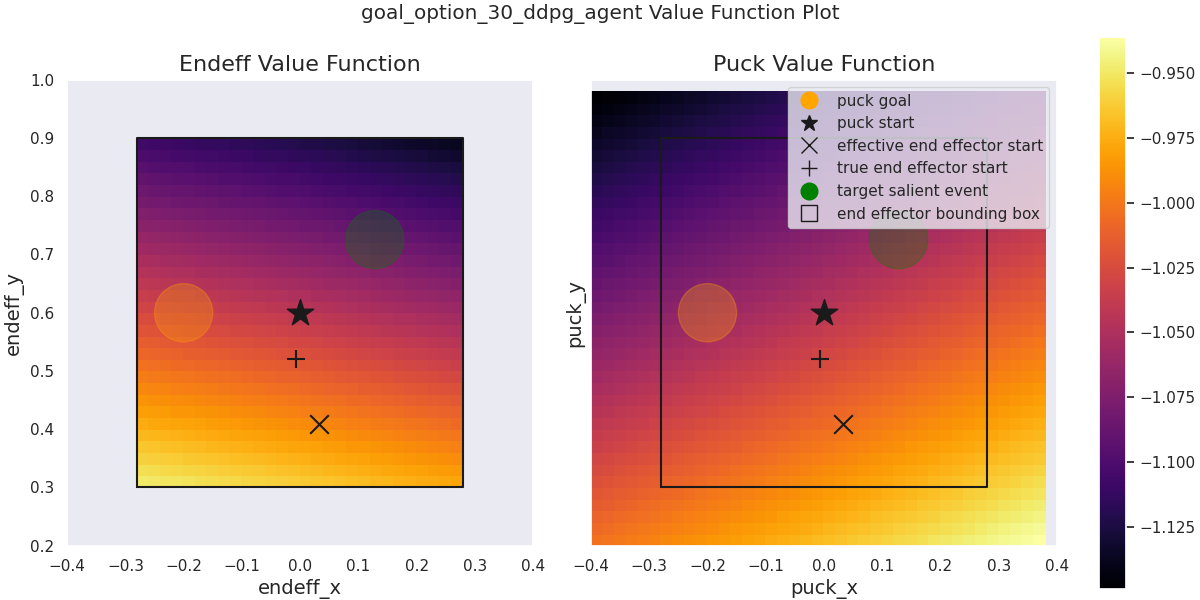 goal_option_30_ddpg_agent Value Function Plot
Endeff Value Function
1.0
0.9
0.8
0.7
0.6
0.5
0.4
0.3
0.2
endeff_y
−0.4 −0.3 −0.2 −0.1 0.0 0.1 0.2 0.3 0.4
endeff_x
Puck Value Function
puck goal
puck start
effective end effector start
true end effector start
target salient event
end effector bounding box
puck_y
−0.4 −0.3 −0.2 −0.1 0.0 0.1 0.2 0.3 0.4
puck_x
−0.950
−0.975
−1.000
−1.025
−1.050
−1.075
−1.100
−1.125